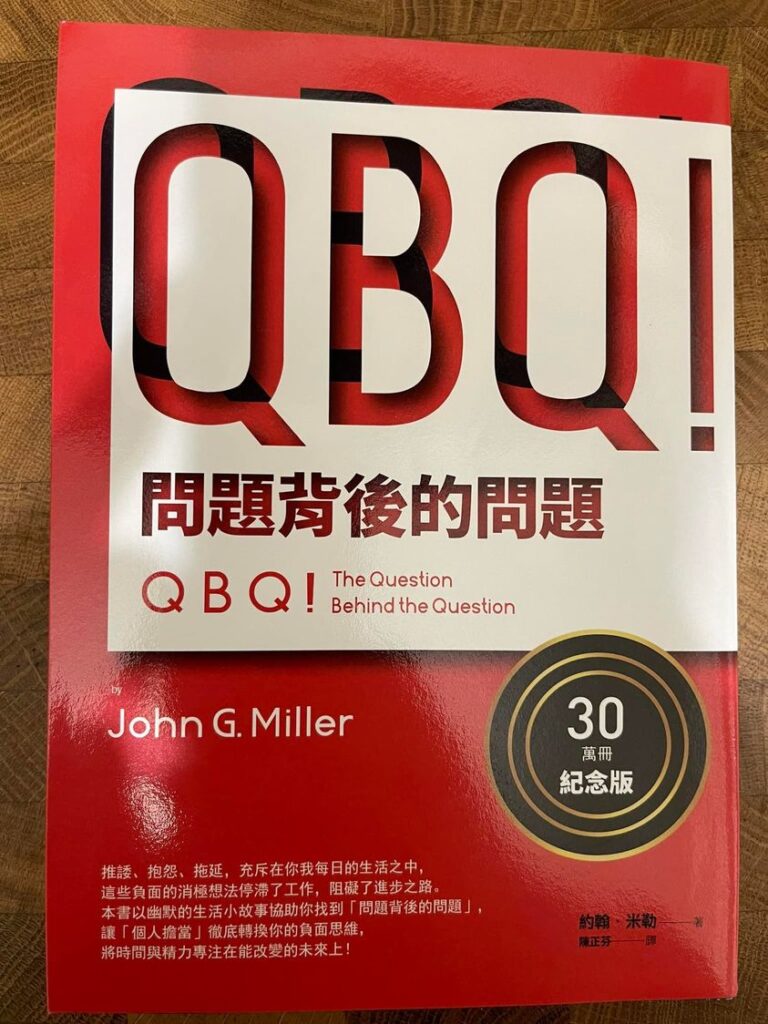 QBQ!
問題背後的問題
QBQ! The Question
Behind the Question
by
John G. Miller
30
萬冊
紀念版
推諉、抱怨、拖延，充斥在你我每日的生活之中，
這些負面的消極想法停滯了工作，阻礙了進步之路。
本書以幽默的生活小故事協助你找到「問題背後的問題」，
讓「個人擔當」徹底轉換你的負面思維，
將時間與精力專注在能改變的未來上！
約翰·米勒——著
陳正芬——譯